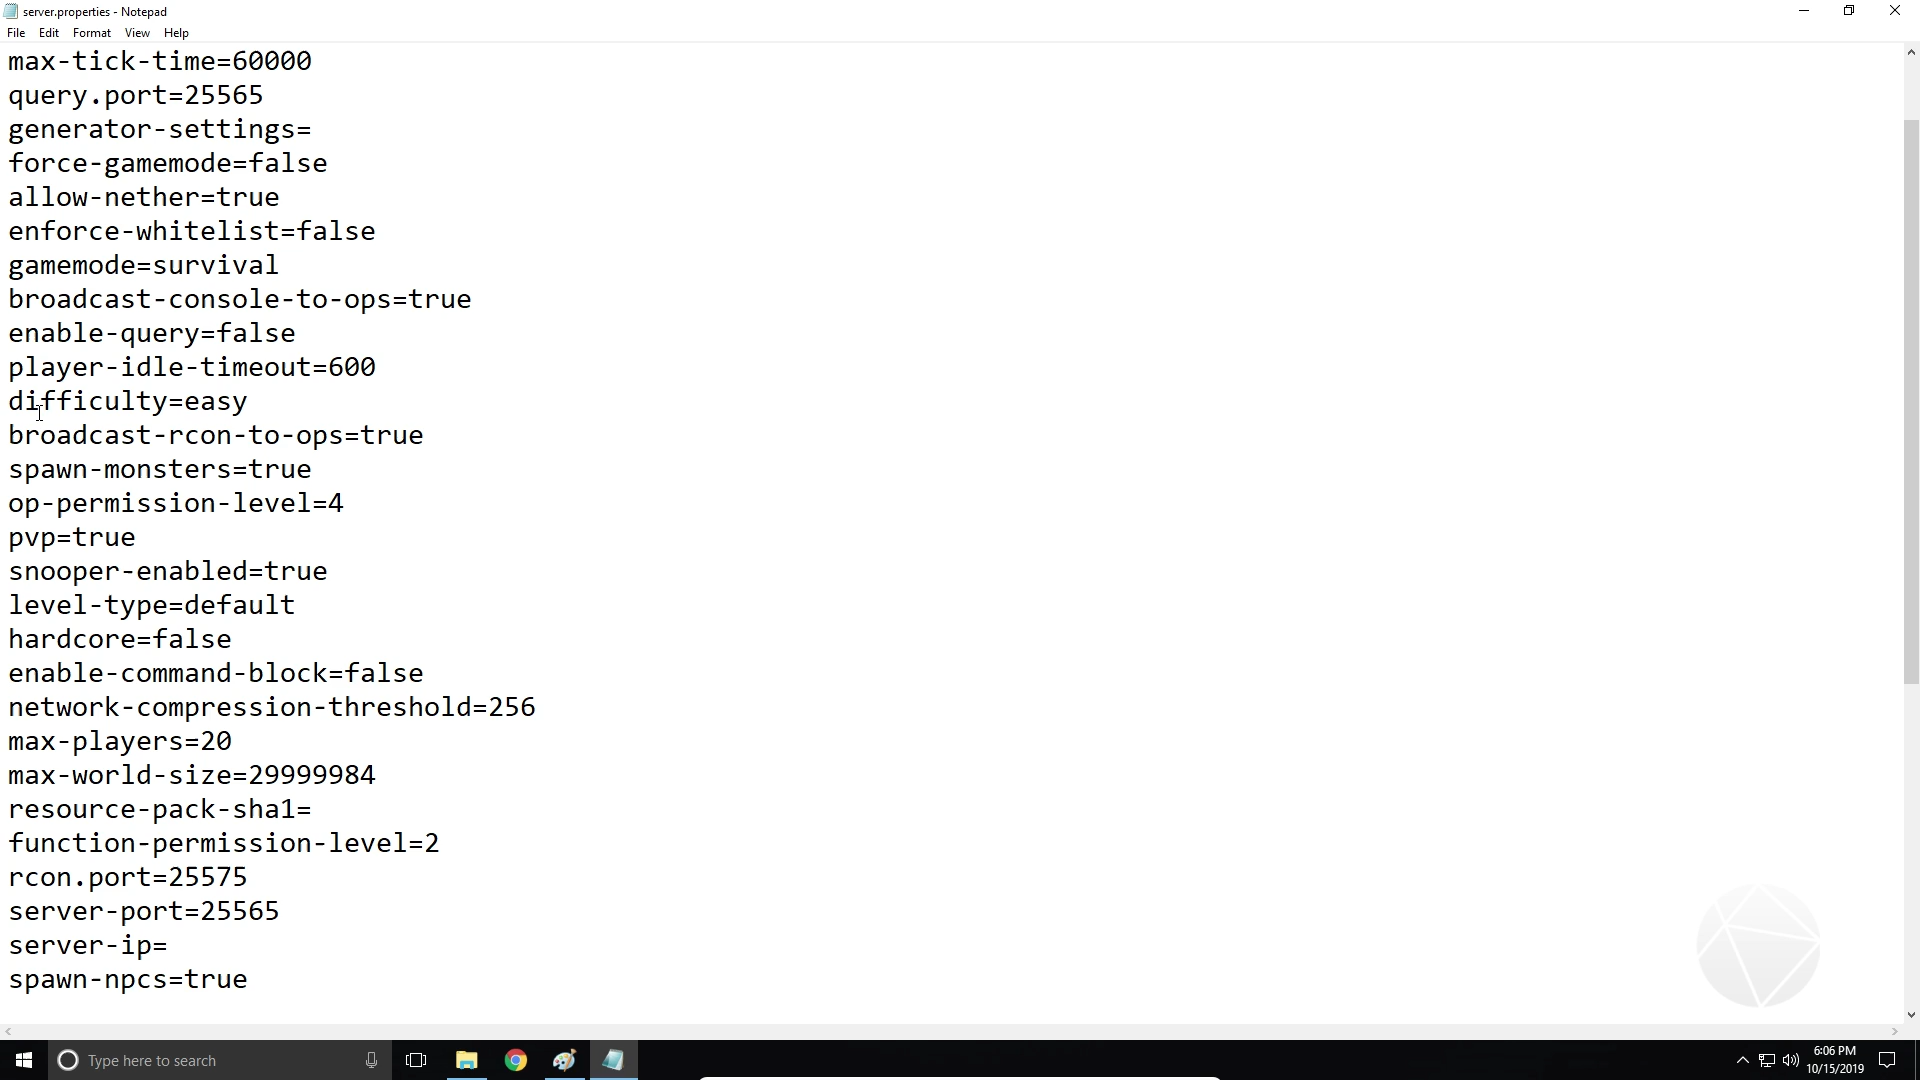 server.properties - Notepad
File Edit Format View Help
max-tick-time=60000
query.port=25565
generator-settings=
force-gamemode=false
allow-nether=true
enforce-whitelist=false
gamemode=survival
broadcast-console-to-ops=true
enable-query=false
player-idle-timeout=600
difficulty=easy
broadcast-rcon-to-ops=true
spawn-monsters=true
op-permission-level=4
pvp=true
snooper-enabled=true
level-type=default
hardcore=false
enable-command-block=false
network-compression-threshold=256
max-players=20
max-world-size=29999984
resource-pack-sha1=
function-permission-level=2
rcon.port=25575
server-port=25565
server-ip=
spawn-npcs=true
Type here to search
6:06 PM
10/15/2019